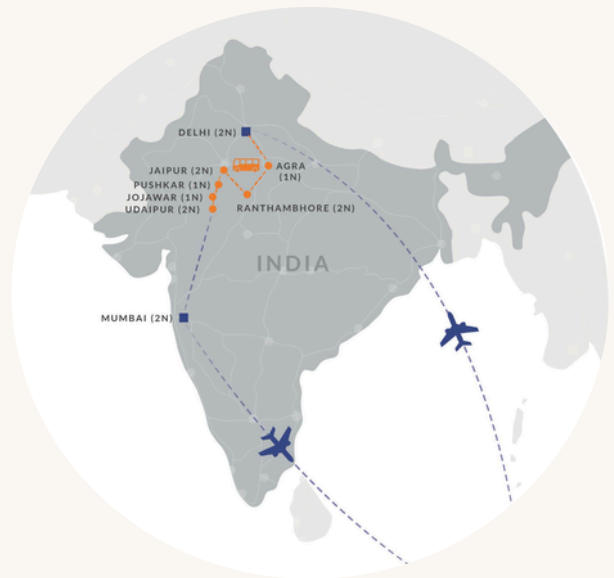 DELHI (2N)
JAIPUR (2N)
AGRA
(1N)
PUSHKAR (1N)
JOJAWAR (1N)
UDAIPUR (2N)
RANTHAMBHORE (2N)
INDIA
MUMBAI (2N)